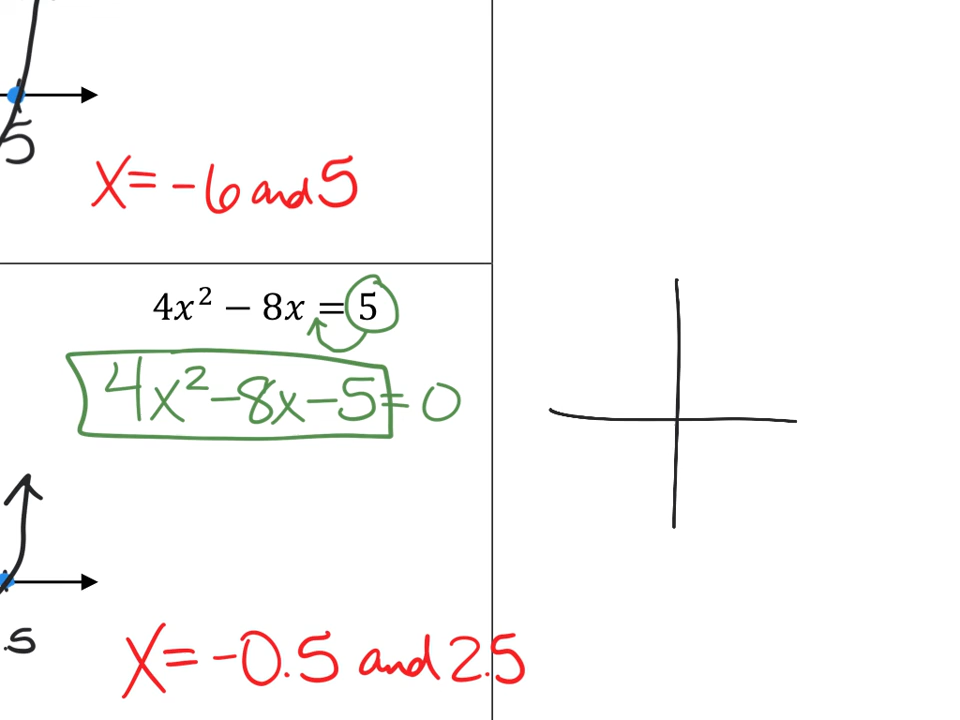 5
X = -6 and 5
4x² − 8x = 5
4x² - 8x - 5 = 0
.5
X = -0.5 and 2.5